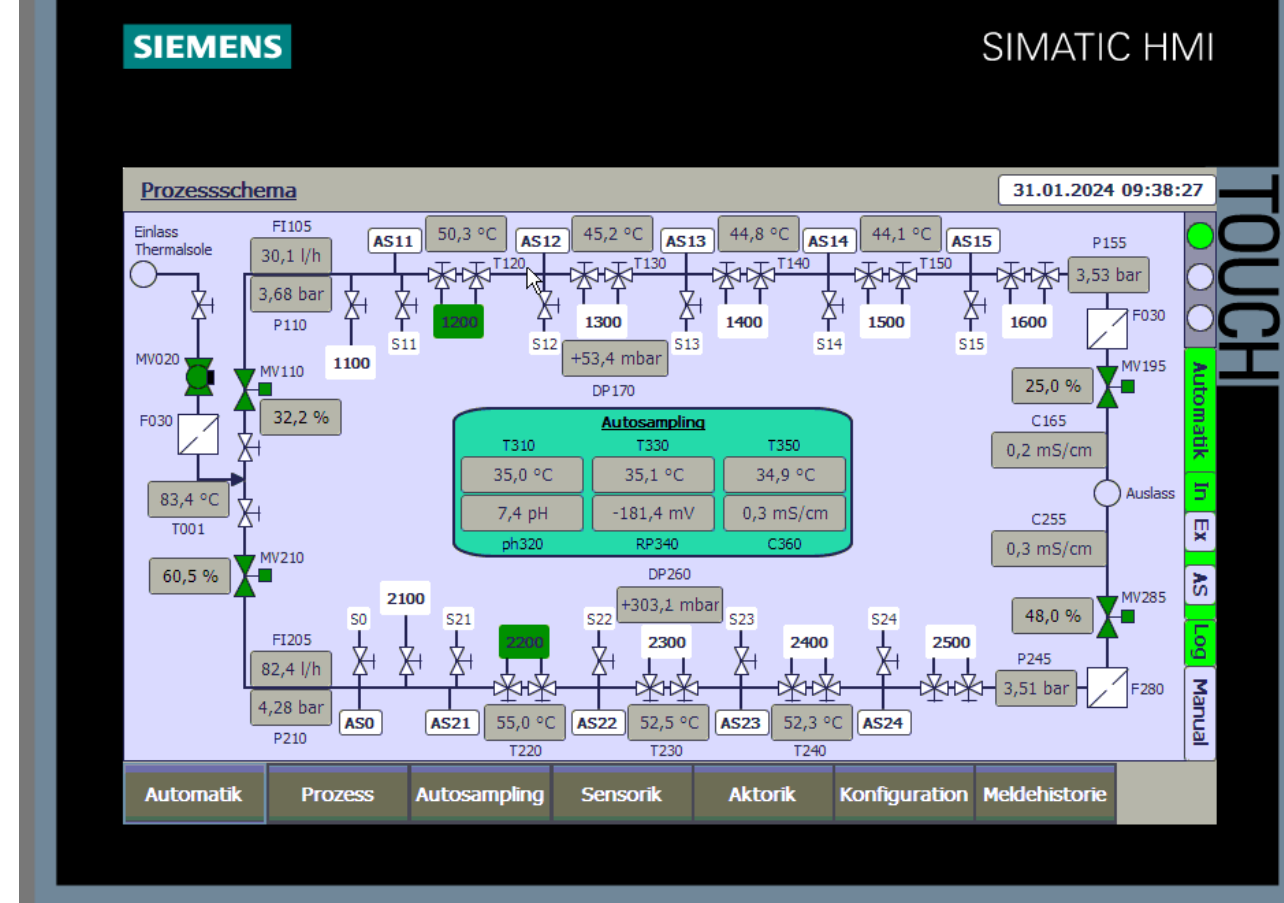 SIEMENS
SIMATIC HMI
TOUCH
Prozessschema
31.01.2024 09:38:27
Einlass
Thermalsole
FI105
30,1 l/h
3,68 bar
P110
AS11
50,3 °C
T120
AS12
45,2 °C
T130
AS13
44,8 °C
T140
AS14
44,1 °C
T150
AS15
P155
3,53 bar
F030
1100
S11
1200
S12
1300
S13
1400
S14
1500
S15
1600
+53,4 mbar
DP170
MV020
MV110
32,2 %
F030
83,4 °C
T001
MV210
60,5 %
MV195
25,0 %
C165
0,2 mS/cm
Auslass
C255
0,3 mS/cm
MV285
48,0 %
Autosampling
T310 T330 T350
35,0 °C 35,1 °C 34,9 °C
7,4 pH -181,4 mV 0,3 mS/cm
ph320 RP340 C360
DP260
+303,1 mbar
FI205
82,4 l/h
4,28 bar
P210
S0
2100
S21
2200
S22
2300
S23
2400
S24
2500
P245
3,51 bar
F280
AS0
AS21
55,0 °C
T220
AS22
52,5 °C
T230
AS23
52,3 °C
T240
AS24
Automatik
In
Ex
AS
Log
Manual
Automatik Prozess Autosampling Sensorik Aktorik Konfiguration Meldehistorie